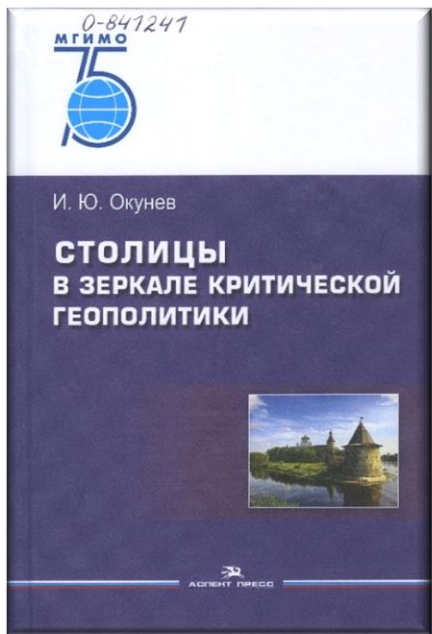 0-841241
МГИМО
75
И. Ю. Окунев
СТОЛИЦЫ
В ЗЕРКАЛЕ КРИТИЧЕСКОЙ
ГЕОПОЛИТИКИ
АСПЕКТ ПРЕСС